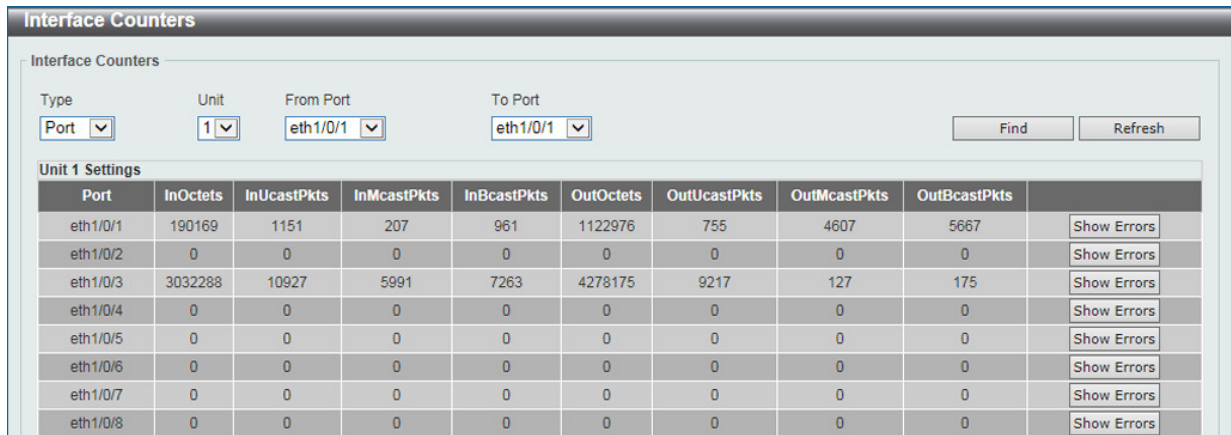 Interface Counters
Interface Counters
Type Unit From Port To Port
Port 1 eth1/0/1 eth1/0/1 Find Refresh
Unit 1 Settings
Port InOctets InUcastPkts InMcastPkts InBcastPkts OutOctets OutUcastPkts OutMcastPkts OutBcastPkts
eth1/0/1 190169 1151 207 961 1122976 755 4607 5667 Show Errors
eth1/0/2 0 0 0 0 0 0 0 0 Show Errors
eth1/0/3 3032288 10927 5991 7263 4278175 9217 127 175 Show Errors
eth1/0/4 0 0 0 0 0 0 0 0 Show Errors
eth1/0/5 0 0 0 0 0 0 0 0 Show Errors
eth1/0/6 0 0 0 0 0 0 0 0 Show Errors
eth1/0/7 0 0 0 0 0 0 0 0 Show Errors
eth1/0/8 0 0 0 0 0 0 0 0 Show Errors